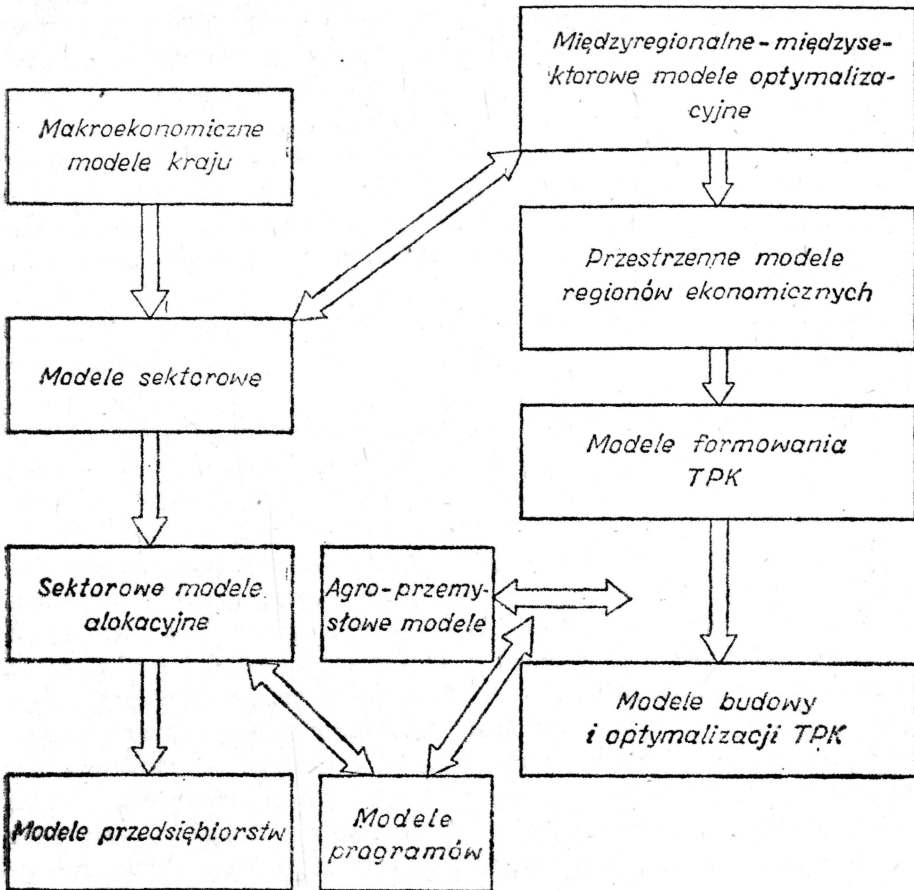 Międzyregionalne-międzyse-
ktorowe modele optymaliza-
cyjne
Makroekonomiczne
modele kraju
Przestrzenne modele
regionów ekonomicznych
Modele sektorowe
Modele formowania
TPK
Sektorowe modele
alokacyjne
Agro-przemy-
słowe modele
Modele budowy
i optymalizacji TPK
Modele przedsiębiorstw
Modele
programów